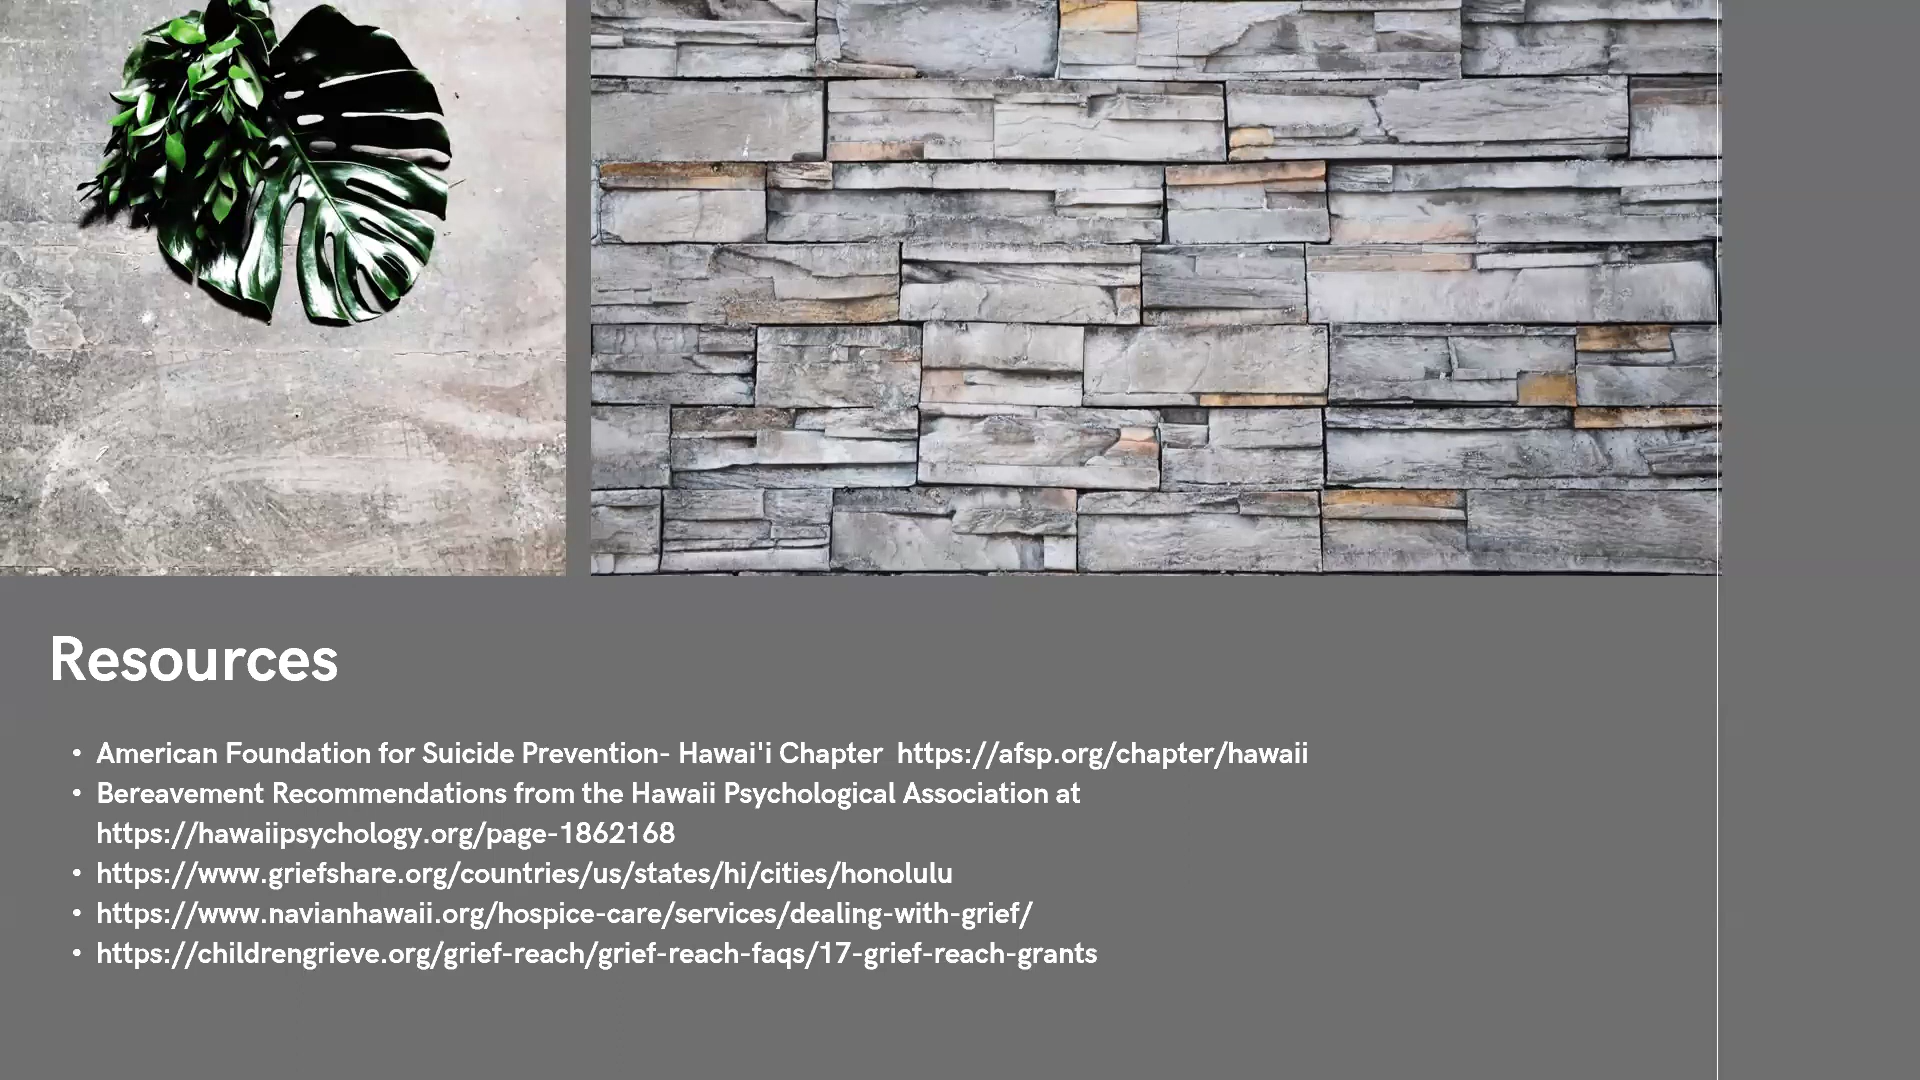 Resources
• American Foundation for Suicide Prevention- Hawai'i Chapter  https://afsp.org/chapter/hawaii
• Bereavement Recommendations from the Hawaii Psychological Association at
https://hawaiipsychology.org/page-1862168
• https://www.griefshare.org/countries/us/states/hi/cities/honolulu
• https://www.navianhawaii.org/hospice-care/services/dealing-with-grief/
• https://childrengrieve.org/grief-reach/grief-reach-faqs/17-grief-reach-grants